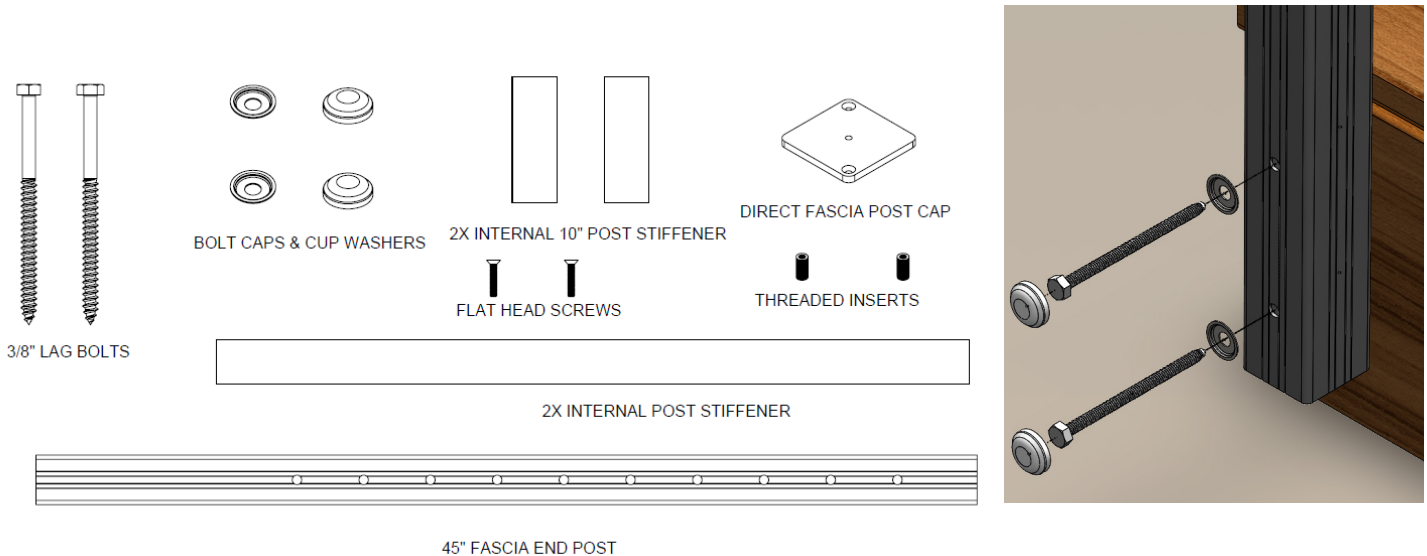 BOLT CAPS & CUP WASHERS
2X INTERNAL 10" POST STIFFENER
DIRECT FASCIA POST CAP
FLAT HEAD SCREWS
THREADED INSERTS
3/8" LAG BOLTS
2X INTERNAL POST STIFFENER
45" FASCIA END POST